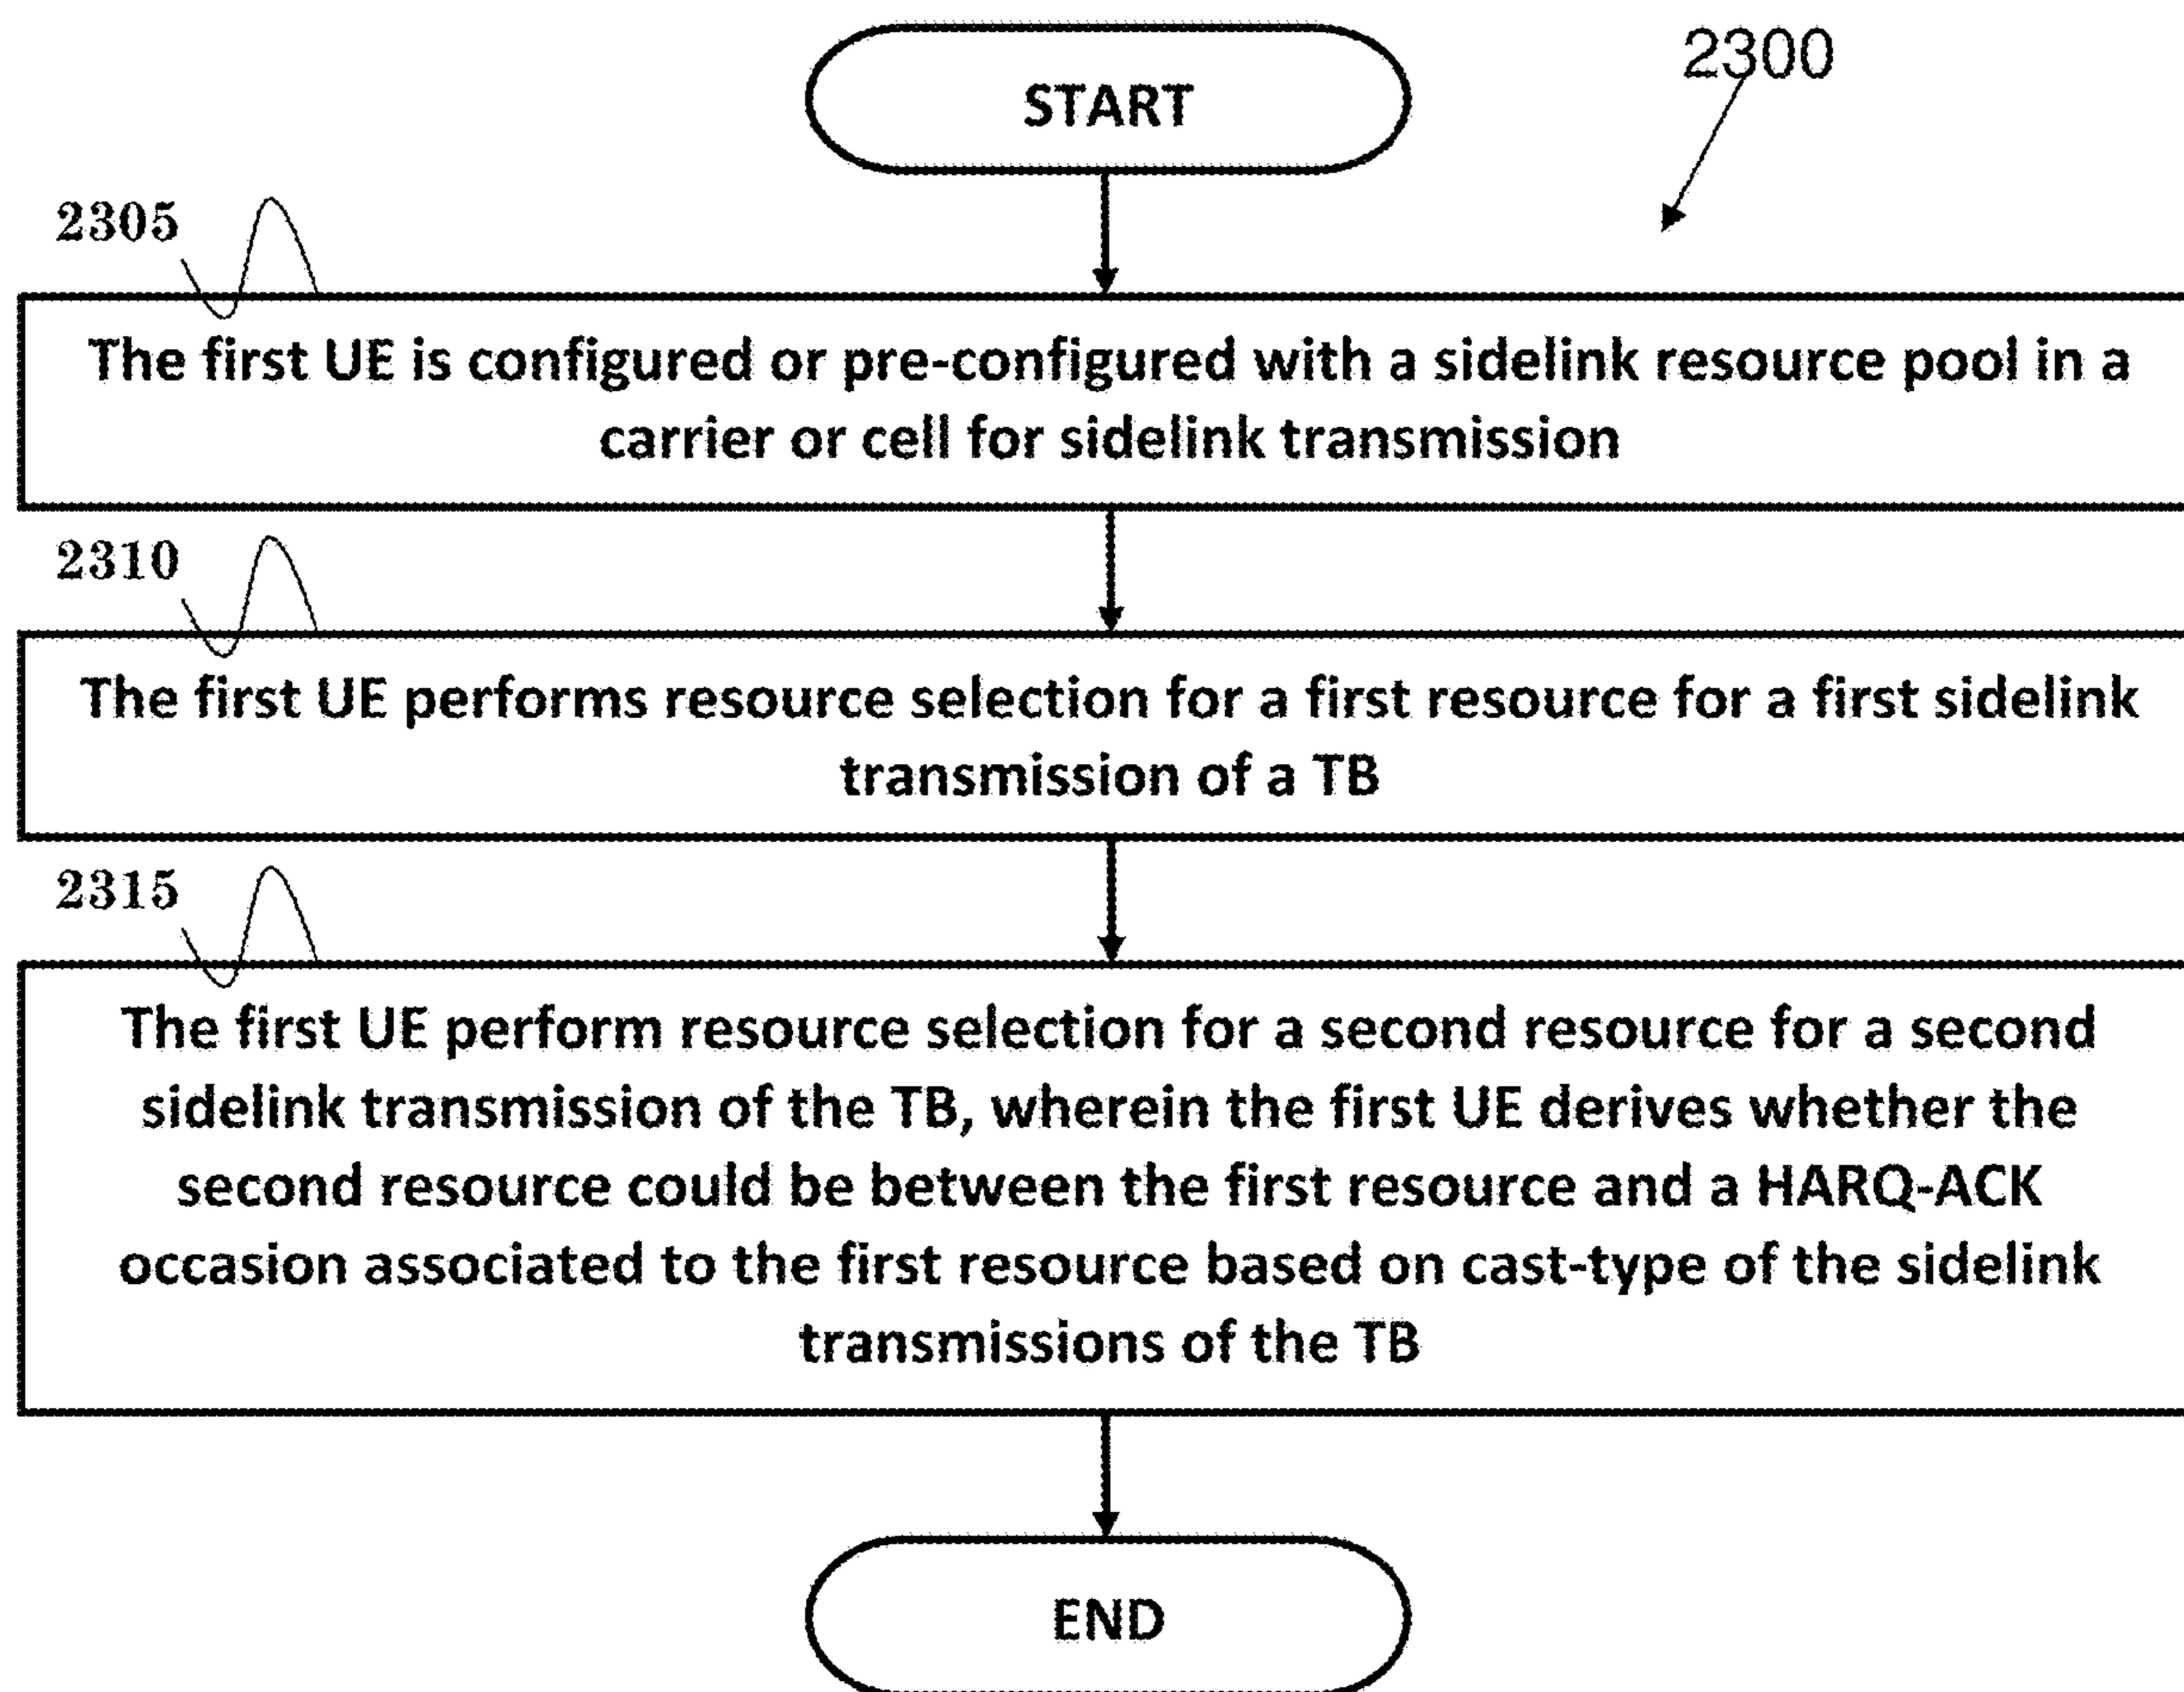 START
2300
2305
The first UE is configured or pre-configured with a sidelink resource pool in a
carrier or cell for sidelink transmission
2310
The first UE performs resource selection for a first resource for a first sidelink
transmission of a TB
2315
The first UE perform resource selection for a second resource for a second
sidelink transmission of the TB, wherein the first UE derives whether the
second resource could be between the first resource and a HARQ-ACK
occasion associated to the first resource based on cast-type of the sidelink
transmissions of the TB
END